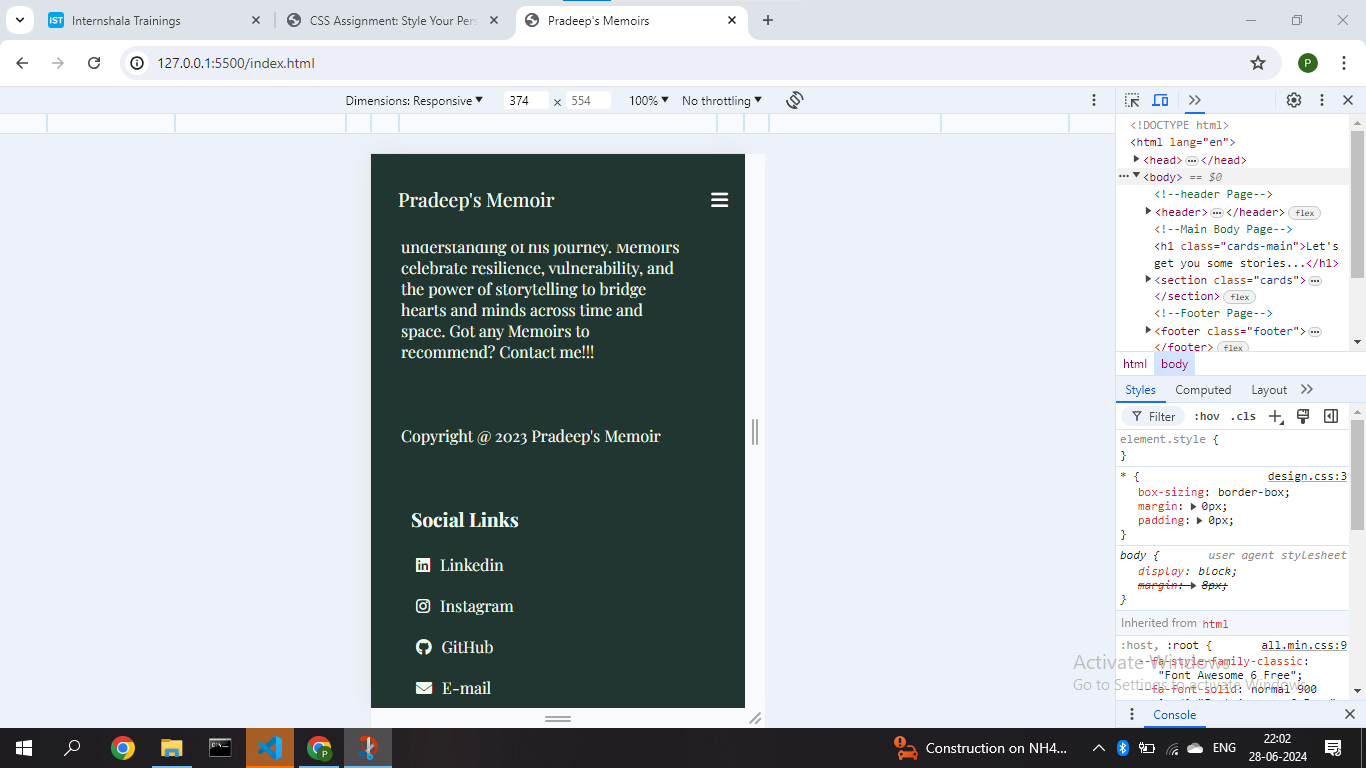 IST Internshala Trainings
CSS Assignment: Style Your Pers
Pradeep's Memoirs
127.0.0.1:5500/index.html
P
Dimensions: Responsive 374 × 554 100% No throttling
Pradeep's Memoir
understanding of his journey. Memoirs
celebrate resilience, vulnerability, and
the power of storytelling to bridge
hearts and minds across time and
space. Got any Memoirs to
recommend? Contact me!!!
Copyright @ 2023 Pradeep's Memoir
Social Links
Linkedin
Instagram
GitHub
E-mail
<!DOCTYPE html>
<html lang="en">
<head> … </head>
<body> == $0
<!--header Page-->
<header> … </header> flex
<!--Main Body Page-->
<h1 class="cards-main">Let's
get you some stories...</h1>
<section class="cards"> …
</section> flex
<!--Footer Page-->
<footer class="footer"> …
</footer> flex
html body
Styles Computed Layout
Filter :hov .cls
element.style {
}
* { design.css:3
box-sizing: border-box;
margin: 0px;
padding: 0px;
}
body { user agent stylesheet
display: block;
margin: 8px;
}
Inherited from html
:host, :root { all.min.css:9
--fa-style-family-classic:
"Font Awesome 6 Free";
--fa-font-solid: normal 900
Activate Windows
Go to Settings to activate Windows.
Console
Construction on NH4...
ENG
22:02
28-06-2024